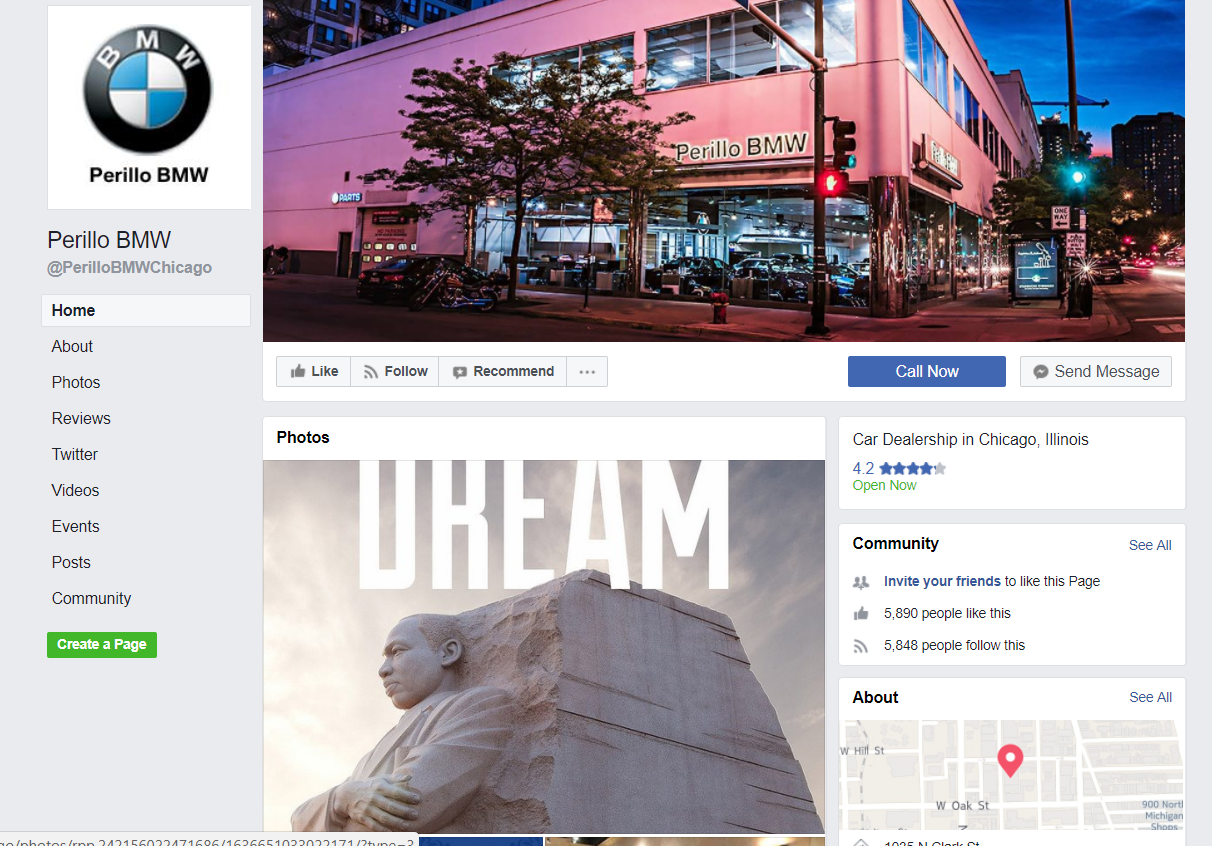 BMW
Perillo BMW
Perillo BMW
@PerilloBMWChicago
Home
About
Photos
Reviews
Twitter
Videos
Events
Posts
Community
Create a Page
Perillo BMW
PARTS
ONE WAY
Like
Follow
Recommend
...
Call Now
Send Message
Photos
DREAM
Car Dealership in Chicago, Illinois
4.2
Open Now
Community
See All
Invite your friends to like this Page
5,890 people like this
5,848 people follow this
About
See All
W Hill St
W Oak St
900 North
Michigan
Shops